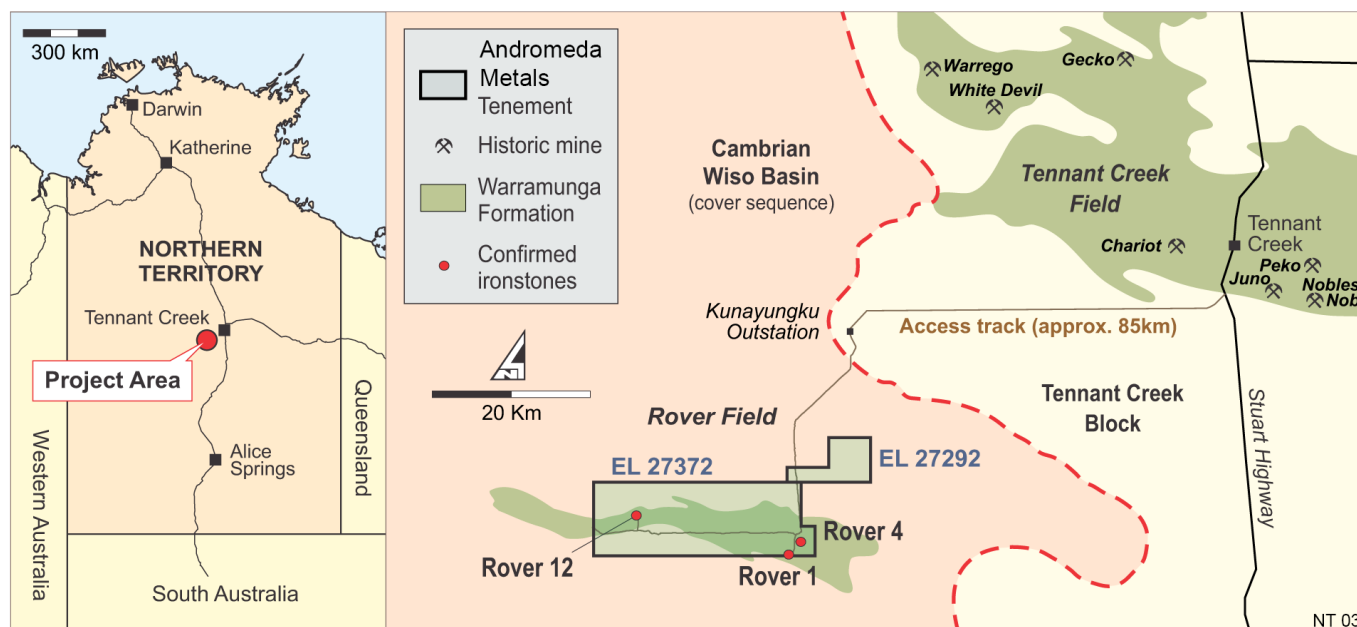 300 km
Darwin
Katherine
NORTHERN
TERRITORY
Tennant Creek
Project Area
Alice
Springs
Queensland
Western Australia
South Australia
Andromeda
Metals
Tenement
Historic mine
Warramunga
Formation
Confirmed
ironstones
N
20 Km
Cambrian
Wiso Basin
(cover sequence)
Warrego
Gecko
White Devil
Tennant Creek
Field
Chariot
Tennant
Creek
Peko
Juno
Nobles
Nob
Kunayungku
Outstation
Access track (approx. 85km)
Tennant Creek
Block
Stuart Highway
Rover Field
EL 27372
EL 27292
Rover 12
Rover 4
Rover 1
NT 03